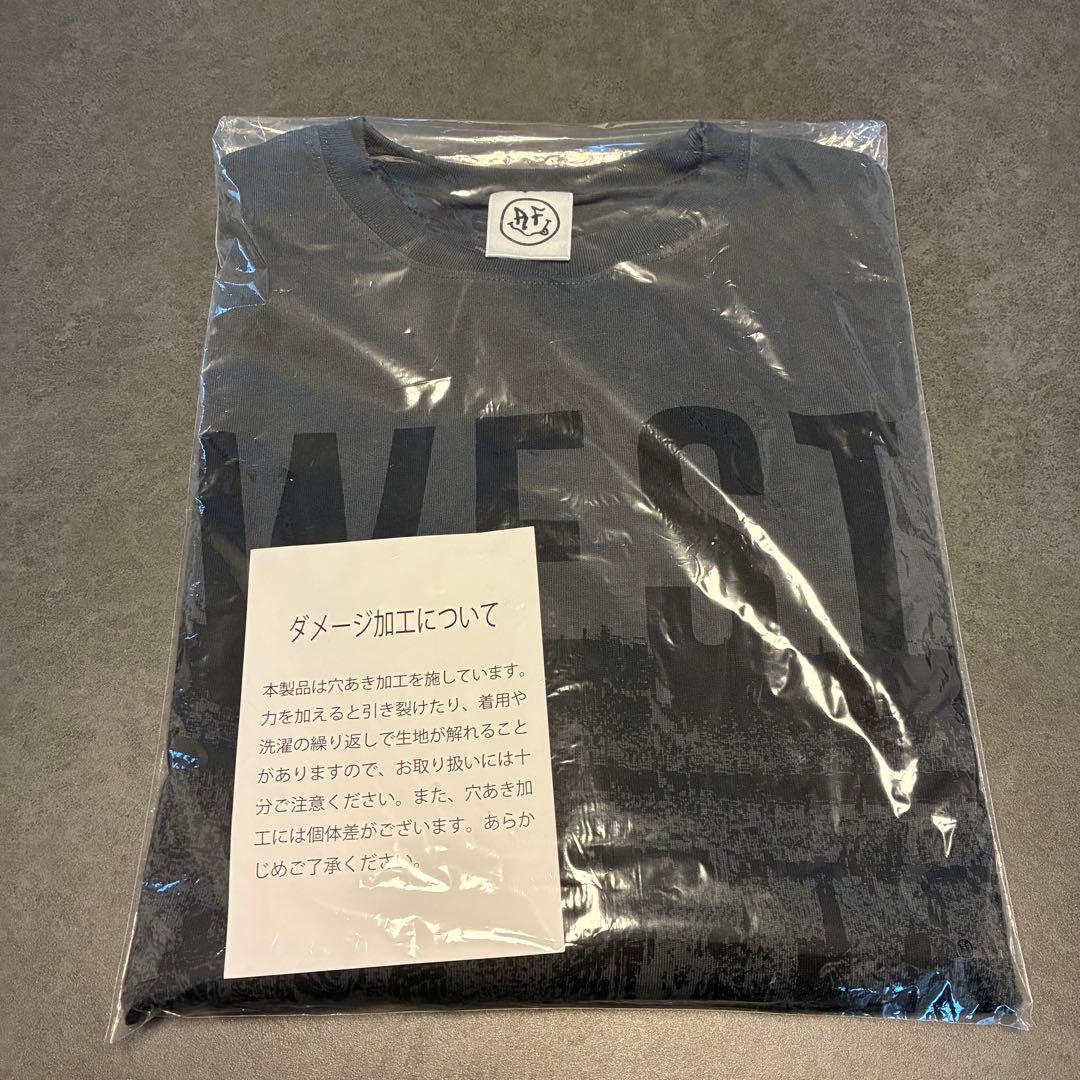 AF
WEST
ダメージ加工について
本製品は穴あき加工を施しています。
力を加えると引き裂けたり、着用や
洗濯の繰り返しで生地が解れること
がありますので、お取り扱いには十
分ご注意ください。また、穴あき加
工には個体差がございます。あらか
じめご了承ください。